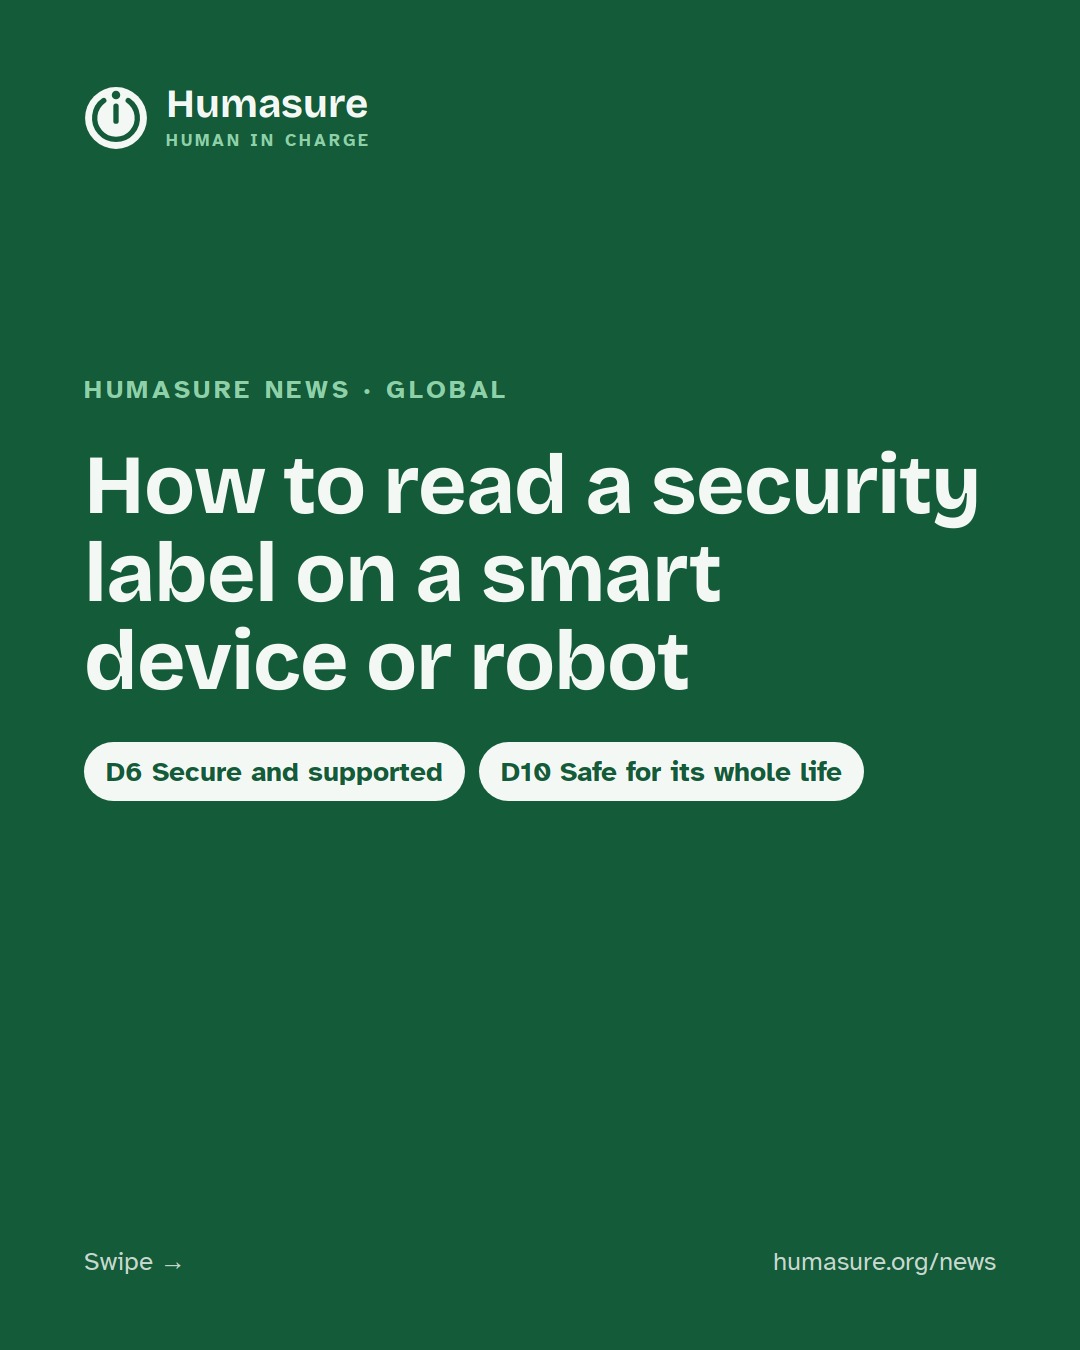 Humasure
HUMAN IN CHARGE
HUMASURE NEWS • GLOBAL
How to read a security
label on a smart
device or robot
D6 Secure and supported
D10 Safe for its whole life
Swipe →
humasure.org/news